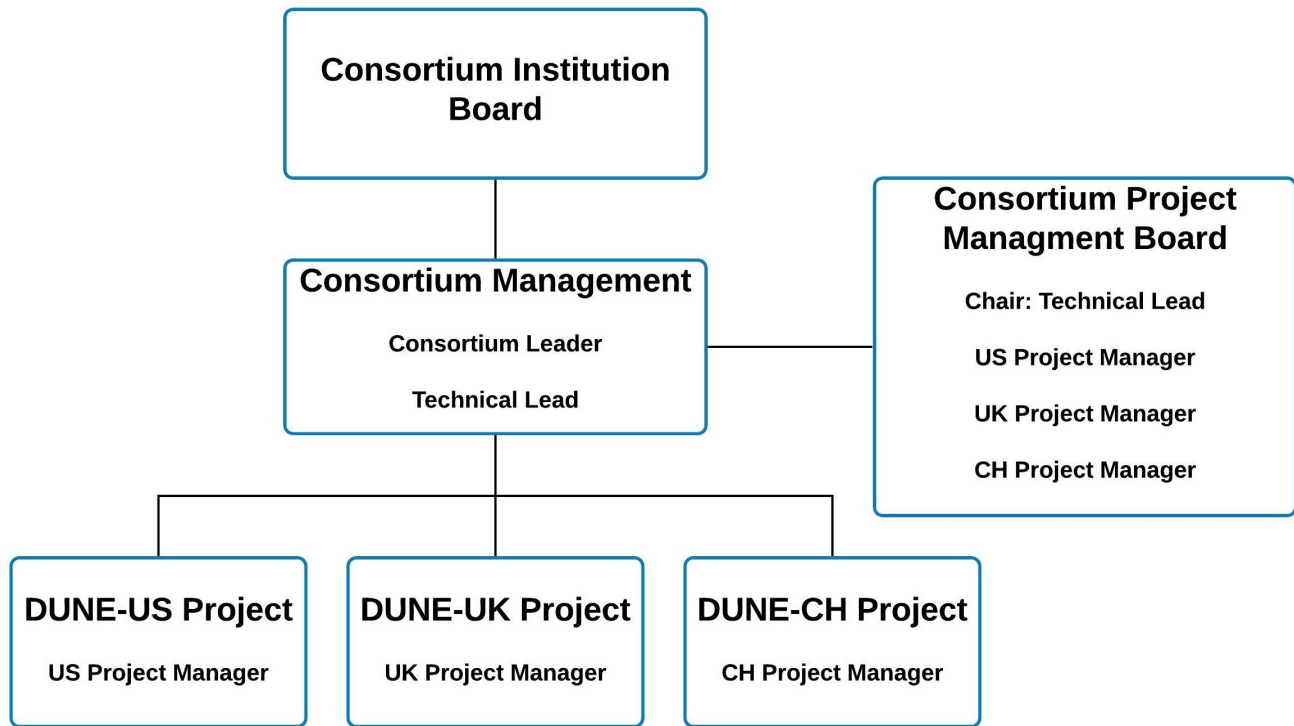 Consortium Institution
Board
Consortium Management
Consortium Leader
Technical Lead
Consortium Project
Managment Board
Chair: Technical Lead
US Project Manager
UK Project Manager
CH Project Manager
DUNE-US Project
US Project Manager
DUNE-UK Project
UK Project Manager
DUNE-CH Project
CH Project Manager